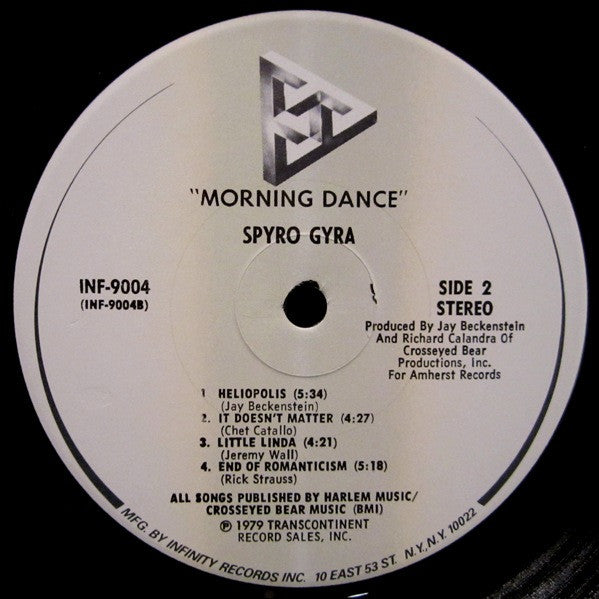 "MORNING DANCE"
SPYRO GYRA
INF-9004
(INF-9004B)
SIDE 2
STEREO
Produced By Jay Beckenstein
And Richard Calandra Of
Crosseyed Bear
Productions, Inc.
For Amherst Records
1 HELIOPOLIS (5:34)
(Jay Beckenstein)
2. IT DOESN'T MATTER (4:27)
(Chet Catallo)
3. LITTLE LINDA (4:21)
(Jeremy Wall)
4. END OF ROMANTICISM (5:18)
(Rick Strauss)
ALL SONGS PUBLISHED BY HARLEM MUSIC/
CROSSEYED BEAR MUSIC (BMI)
℗ 1979 TRANSCONTINENT
RECORD SALES, INC.
MFG. BY INFINITY RECORDS INC. 10 EAST 53 ST. N.Y., N.Y. 10022